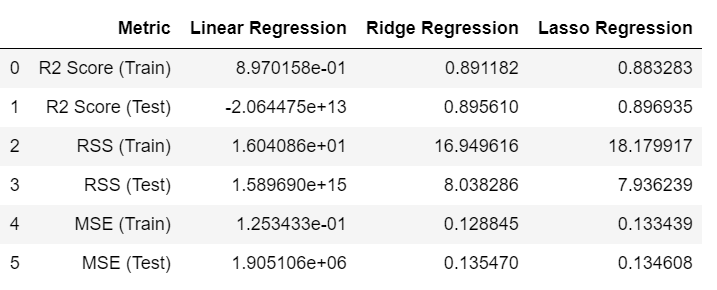 Metric Linear Regression Ridge Regression Lasso Regression
0 R2 Score (Train) 8.970158e-01 0.891182 0.883283
1 R2 Score (Test) -2.064475e+13 0.895610 0.896935
2 RSS (Train) 1.604086e+01 16.949616 18.179917
3 RSS (Test) 1.589690e+15 8.038286 7.936239
4 MSE (Train) 1.253433e-01 0.128845 0.133439
5 MSE (Test) 1.905106e+06 0.135470 0.134608